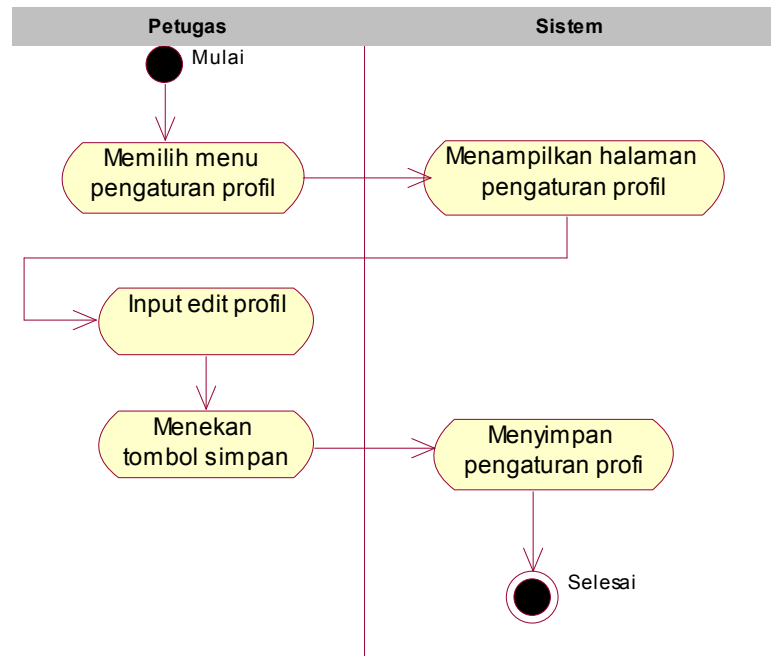 Petugas
Sistem
Mulai
Memilih menu
pengaturan profil
Menampilkan halaman
pengaturan profil
Input edit profil
Menekan
tombol simpan
Menyimpan
pengaturan profi
Selesai